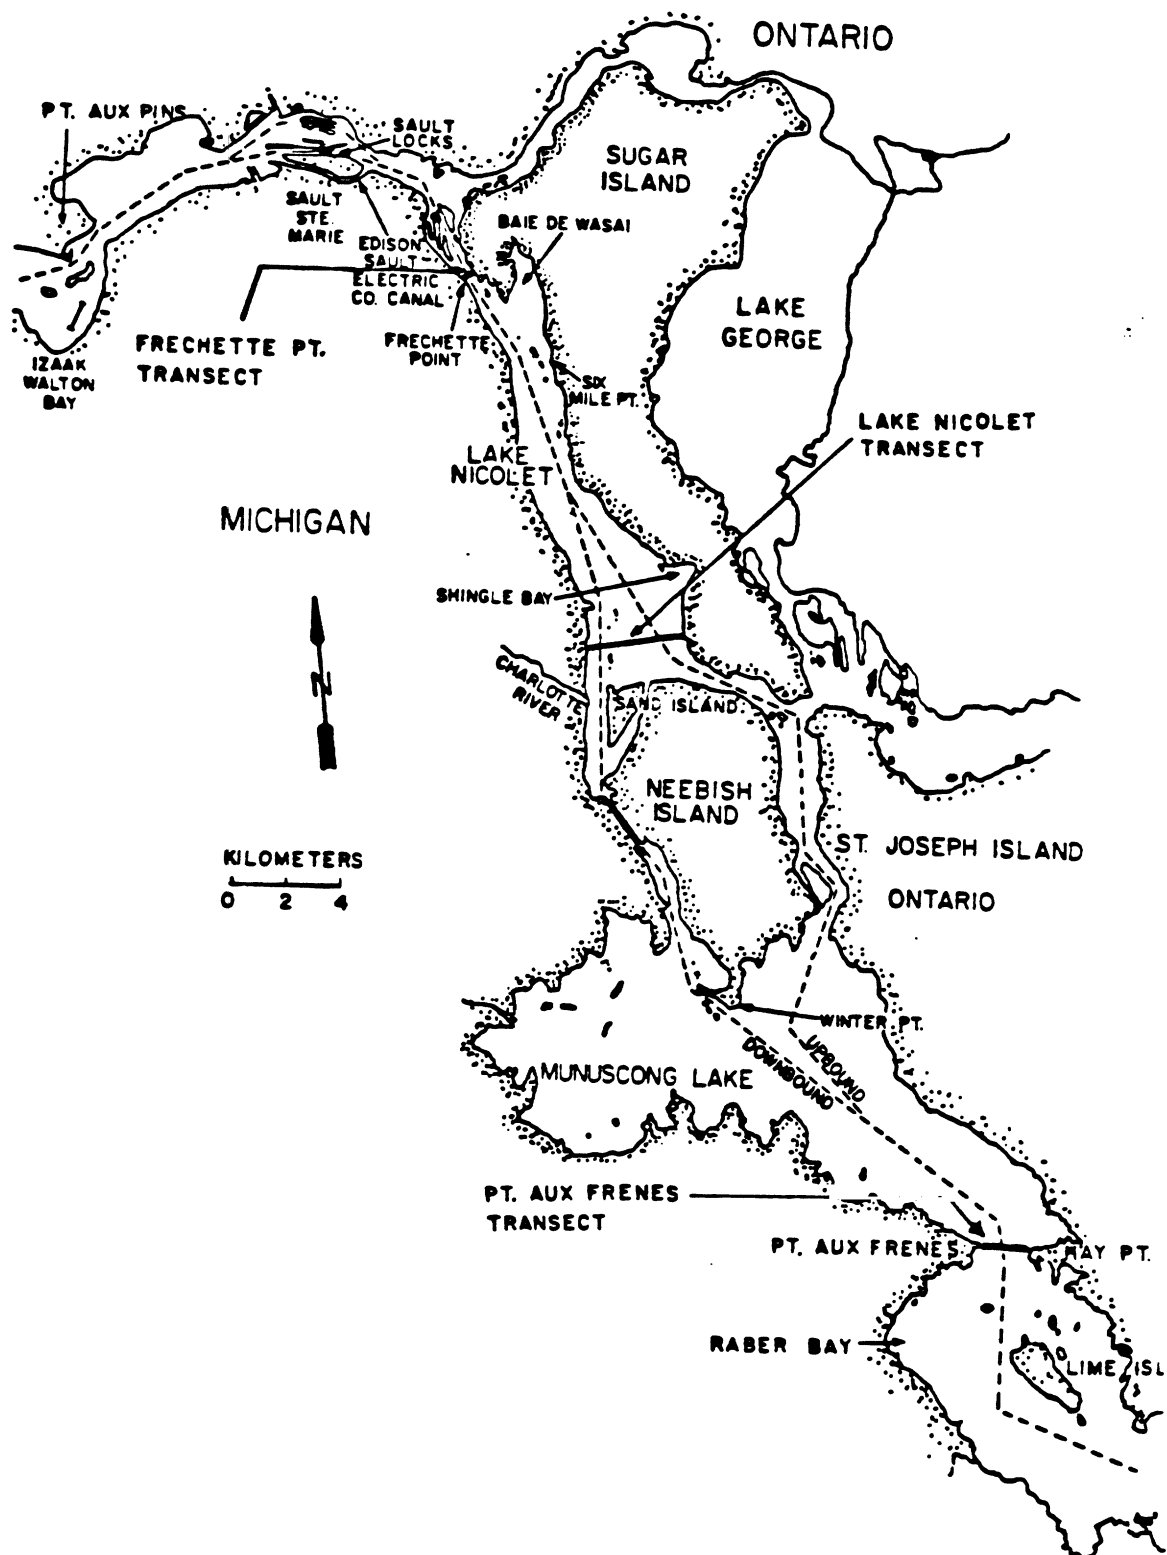 ONTARIO
PT. AUX PINS
SAULT
LOCKS
SUGAR
ISLAND
SAULT
STE.
MARIE
BAIE DE WASAI
EDISON
SAULT
ELECTRIC
CO. CANAL
LAKE
GEORGE
FRECHETTE PT.
TRANSECT
FRECHETTE
POINT
IZAAK
WALTON
BAY
SIX
MILE PT.
LAKE NICOLET
TRANSECT
LAKE
NICOLET
MICHIGAN
SHINGLE BAY
N
CHARLOTTE
RIVER
SAND ISLAND
NEEBISH
ISLAND
ST. JOSEPH ISLAND
ONTARIO
KILOMETERS
0 2 4
WINTER PT.
UPBOUND
DOWNBOUND
MUNUSCONG LAKE
PT. AUX FRENES
TRANSECT
PT. AUX FRENES
HAY PT.
RABER BAY
LIME ISL